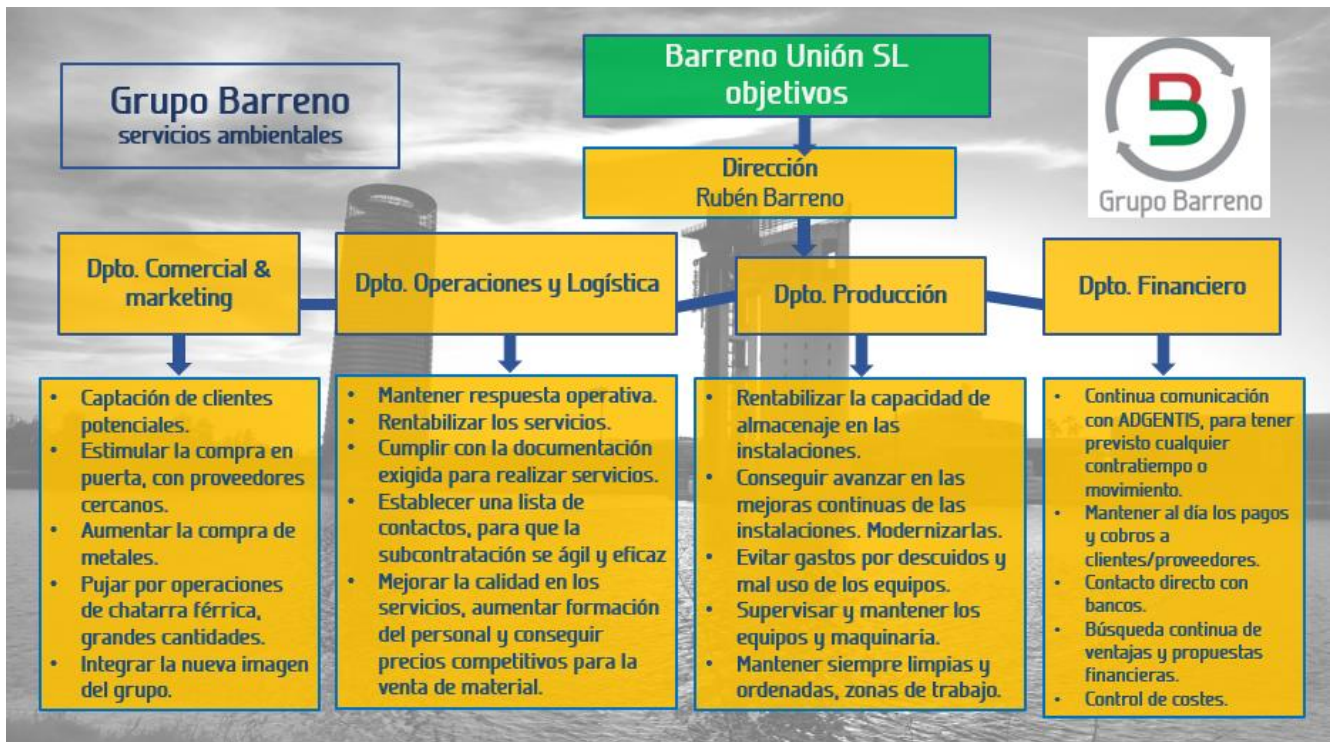 Grupo Barreno
servicios ambientales
Barreno Unión SL
objetivos
B
Grupo Barreno
Dirección
Rubén Barreno
Dpto. Comercial &
marketing
Dpto. Operaciones y Logística
Dpto. Producción
Dpto. Financiero
• Captación de clientes
potenciales.
• Estimular la compra en
puerta, con proveedores
cercanos.
• Aumentar la compra de
metales.
• Pujar por operaciones
de chatarra férrica,
grandes cantidades.
• Integrar la nueva imagen
del grupo.
• Mantener respuesta operativa.
• Rentabilizar los servicios.
• Cumplir con la documentación
exigida para realizar servicios.
• Establecer una lista de
contactos, para que la
subcontratación se ágil y eficaz
• Mejorar la calidad en los
servicios, aumentar formación
del personal y conseguir
precios competitivos para la
venta de material.
• Rentabilizar la capacidad de
almacenaje en las
instalaciones.
• Conseguir avanzar en las
mejoras continuas de las
instalaciones. Modernizarlas.
• Evitar gastos por descuidos y
mal uso de los equipos.
• Supervisar y mantener los
equipos y maquinaria.
• Mantener siempre limpias y
ordenadas, zonas de trabajo.
• Continua comunicación
con ADGENTIS, para tener
previsto cualquier
contratiempo o
movimiento.
• Mantener al día los pagos
y cobros a
clientes/proveedores.
• Contacto directo con
bancos.
• Búsqueda continua de
ventajas y propuestas
financieras.
• Control de costes.